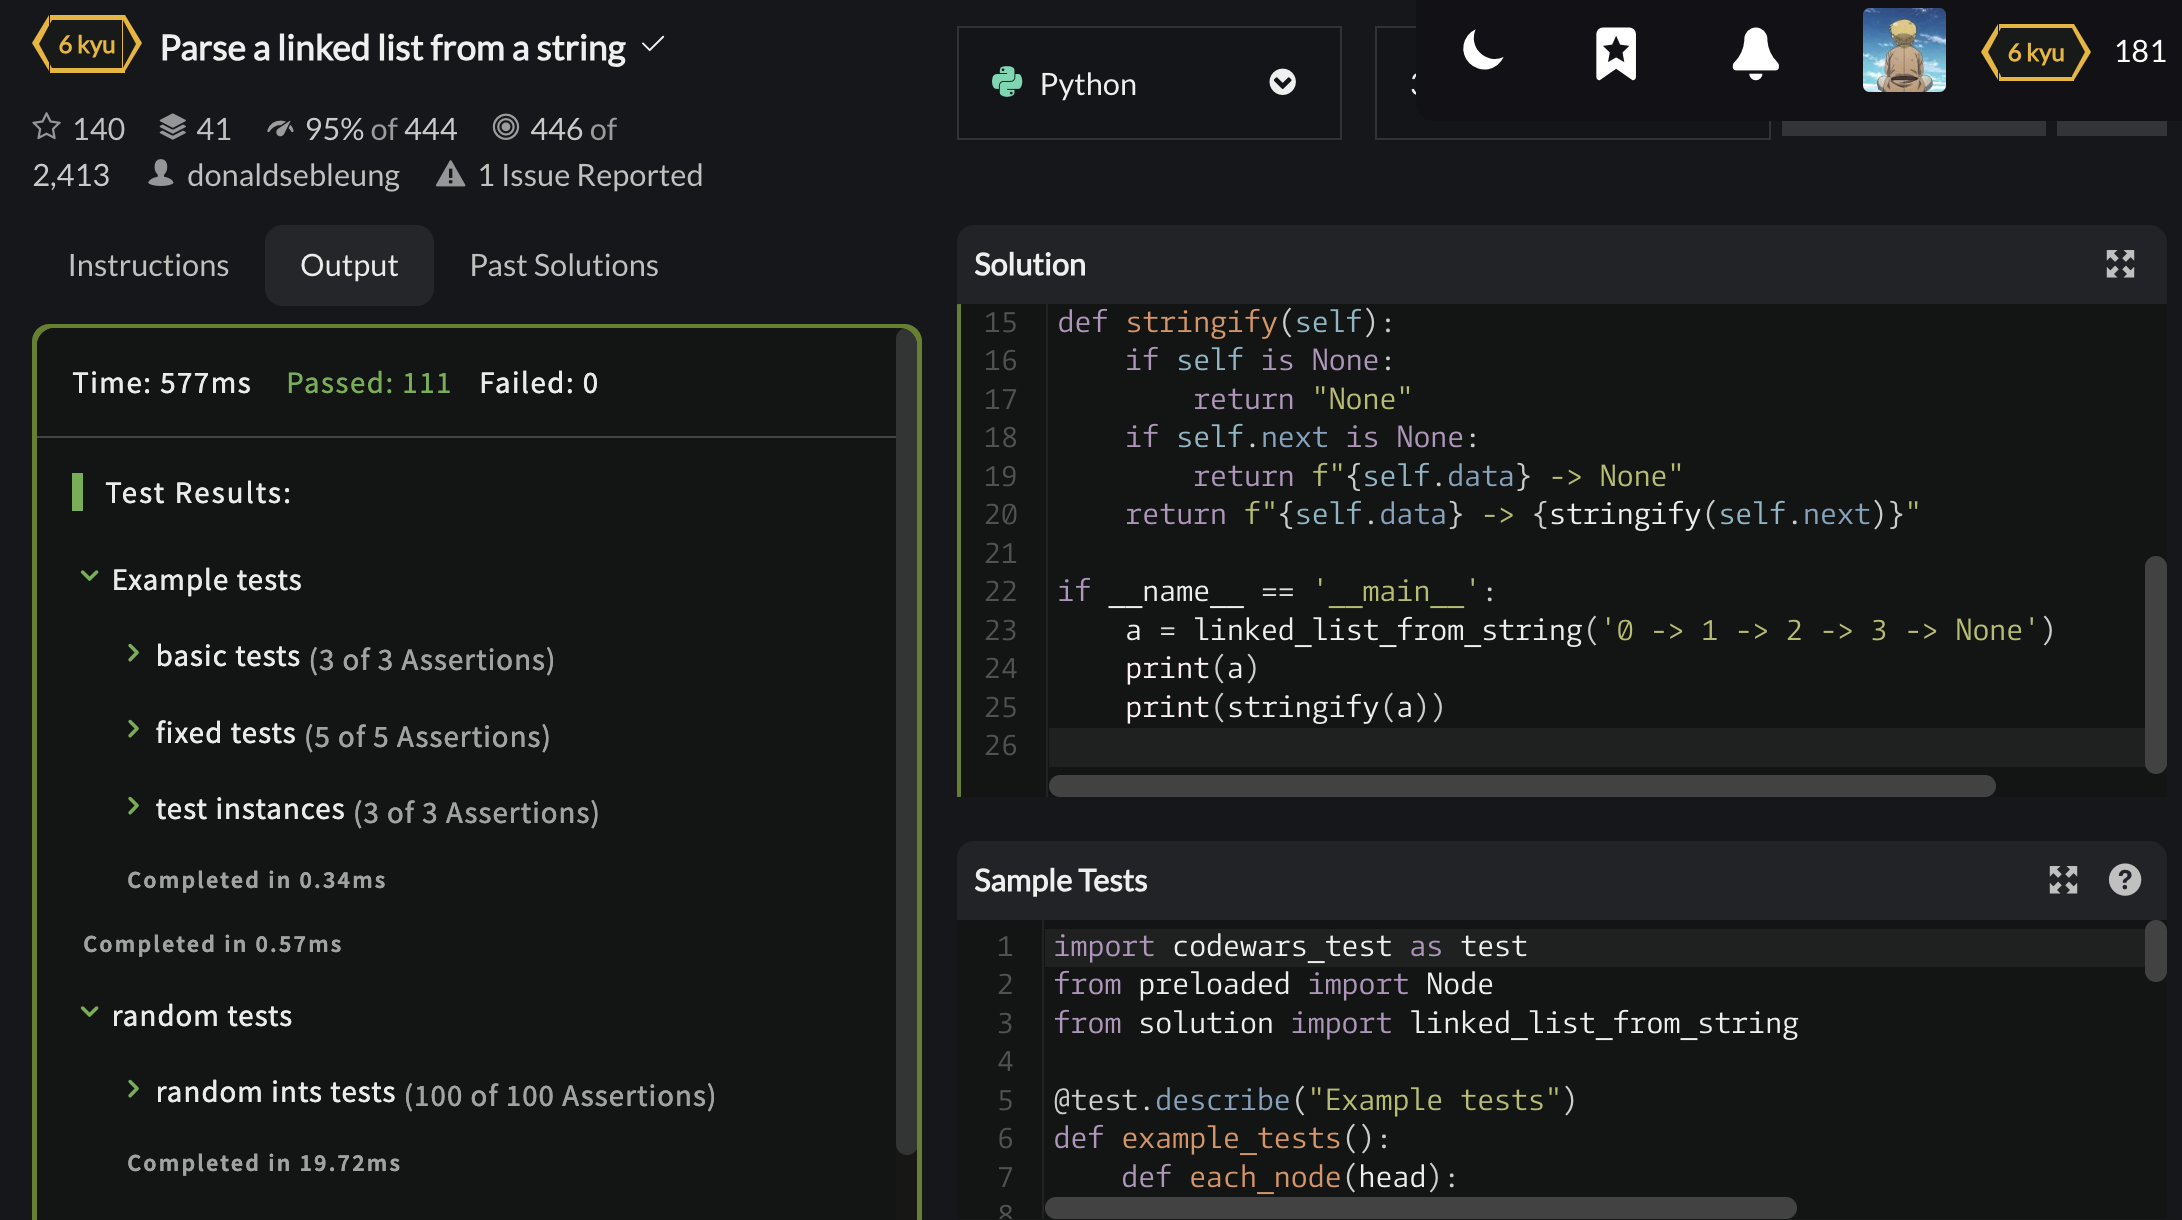 6 kyu Parse a linked list from a string
140 41 95% of 444 446 of
2,413 donaldsebleung 1 Issue Reported
Instructions Output Past Solutions
Time: 577ms Passed: 111 Failed: 0
Test Results:
Example tests
basic tests (3 of 3 Assertions)
fixed tests (5 of 5 Assertions)
test instances (3 of 3 Assertions)
Completed in 0.34ms
Completed in 0.57ms
random tests
random ints tests (100 of 100 Assertions)
Completed in 19.72ms
Python
6 kyu 181
Solution
15 def stringify(self):
16     if self is None:
17         return "None"
18     if self.next is None:
19         return f"{self.data} -> None"
20     return f"{self.data} -> {stringify(self.next)}"
21
22 if __name__ == '__main__':
23     a = linked_list_from_string('0 -> 1 -> 2 -> 3 -> None')
24     print(a)
25     print(stringify(a))
26
Sample Tests
?
1 import codewars_test as test
2 from preloaded import Node
3 from solution import linked_list_from_string
4
5 @test.describe("Example tests")
6 def example_tests():
7     def each_node(head):
8